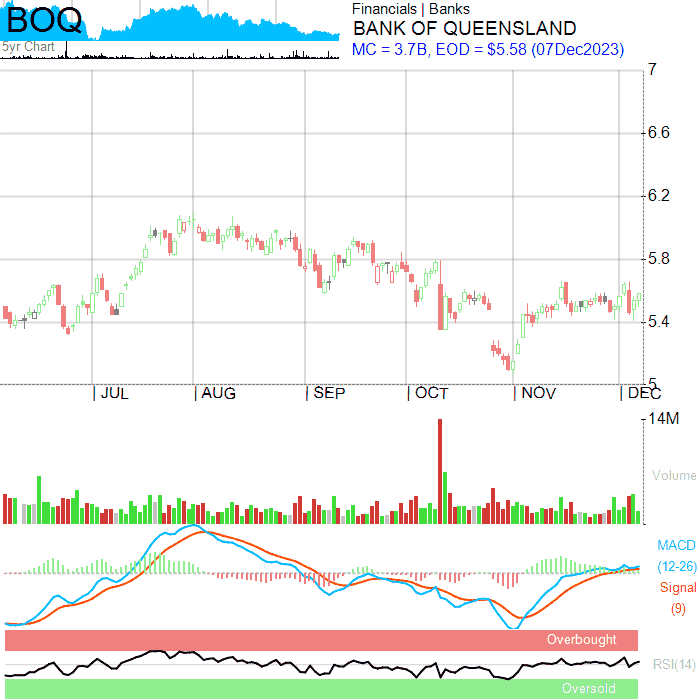 BOQ
5yr Chart
Financials | Banks
BANK OF QUEENSLAND
MC = 3.7B, EOD = $5.58 (07Dec2023)
7
6.6
6.2
5.8
5.4
5
JUL AUG SEP OCT NOV DEC
14M
Volume
MACD
(12-26)
Signal
(9)
Overbought
RSI(14)
Oversold